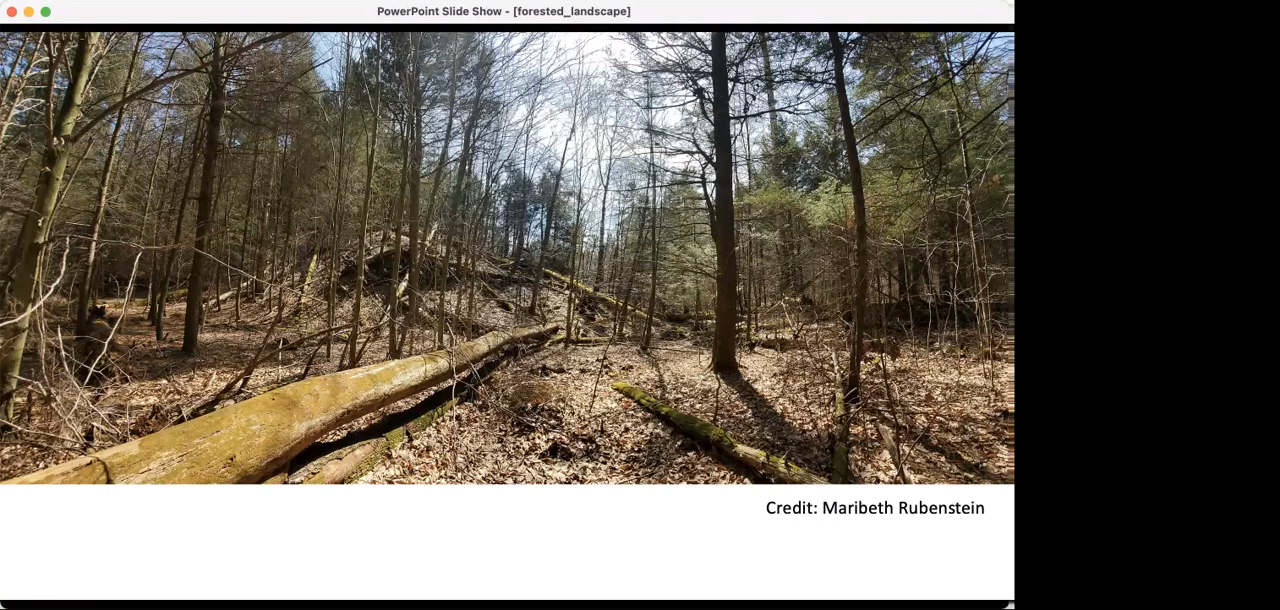 PowerPoint Slide Show - [forested_landscape]
Credit: Maribeth Rubenstein